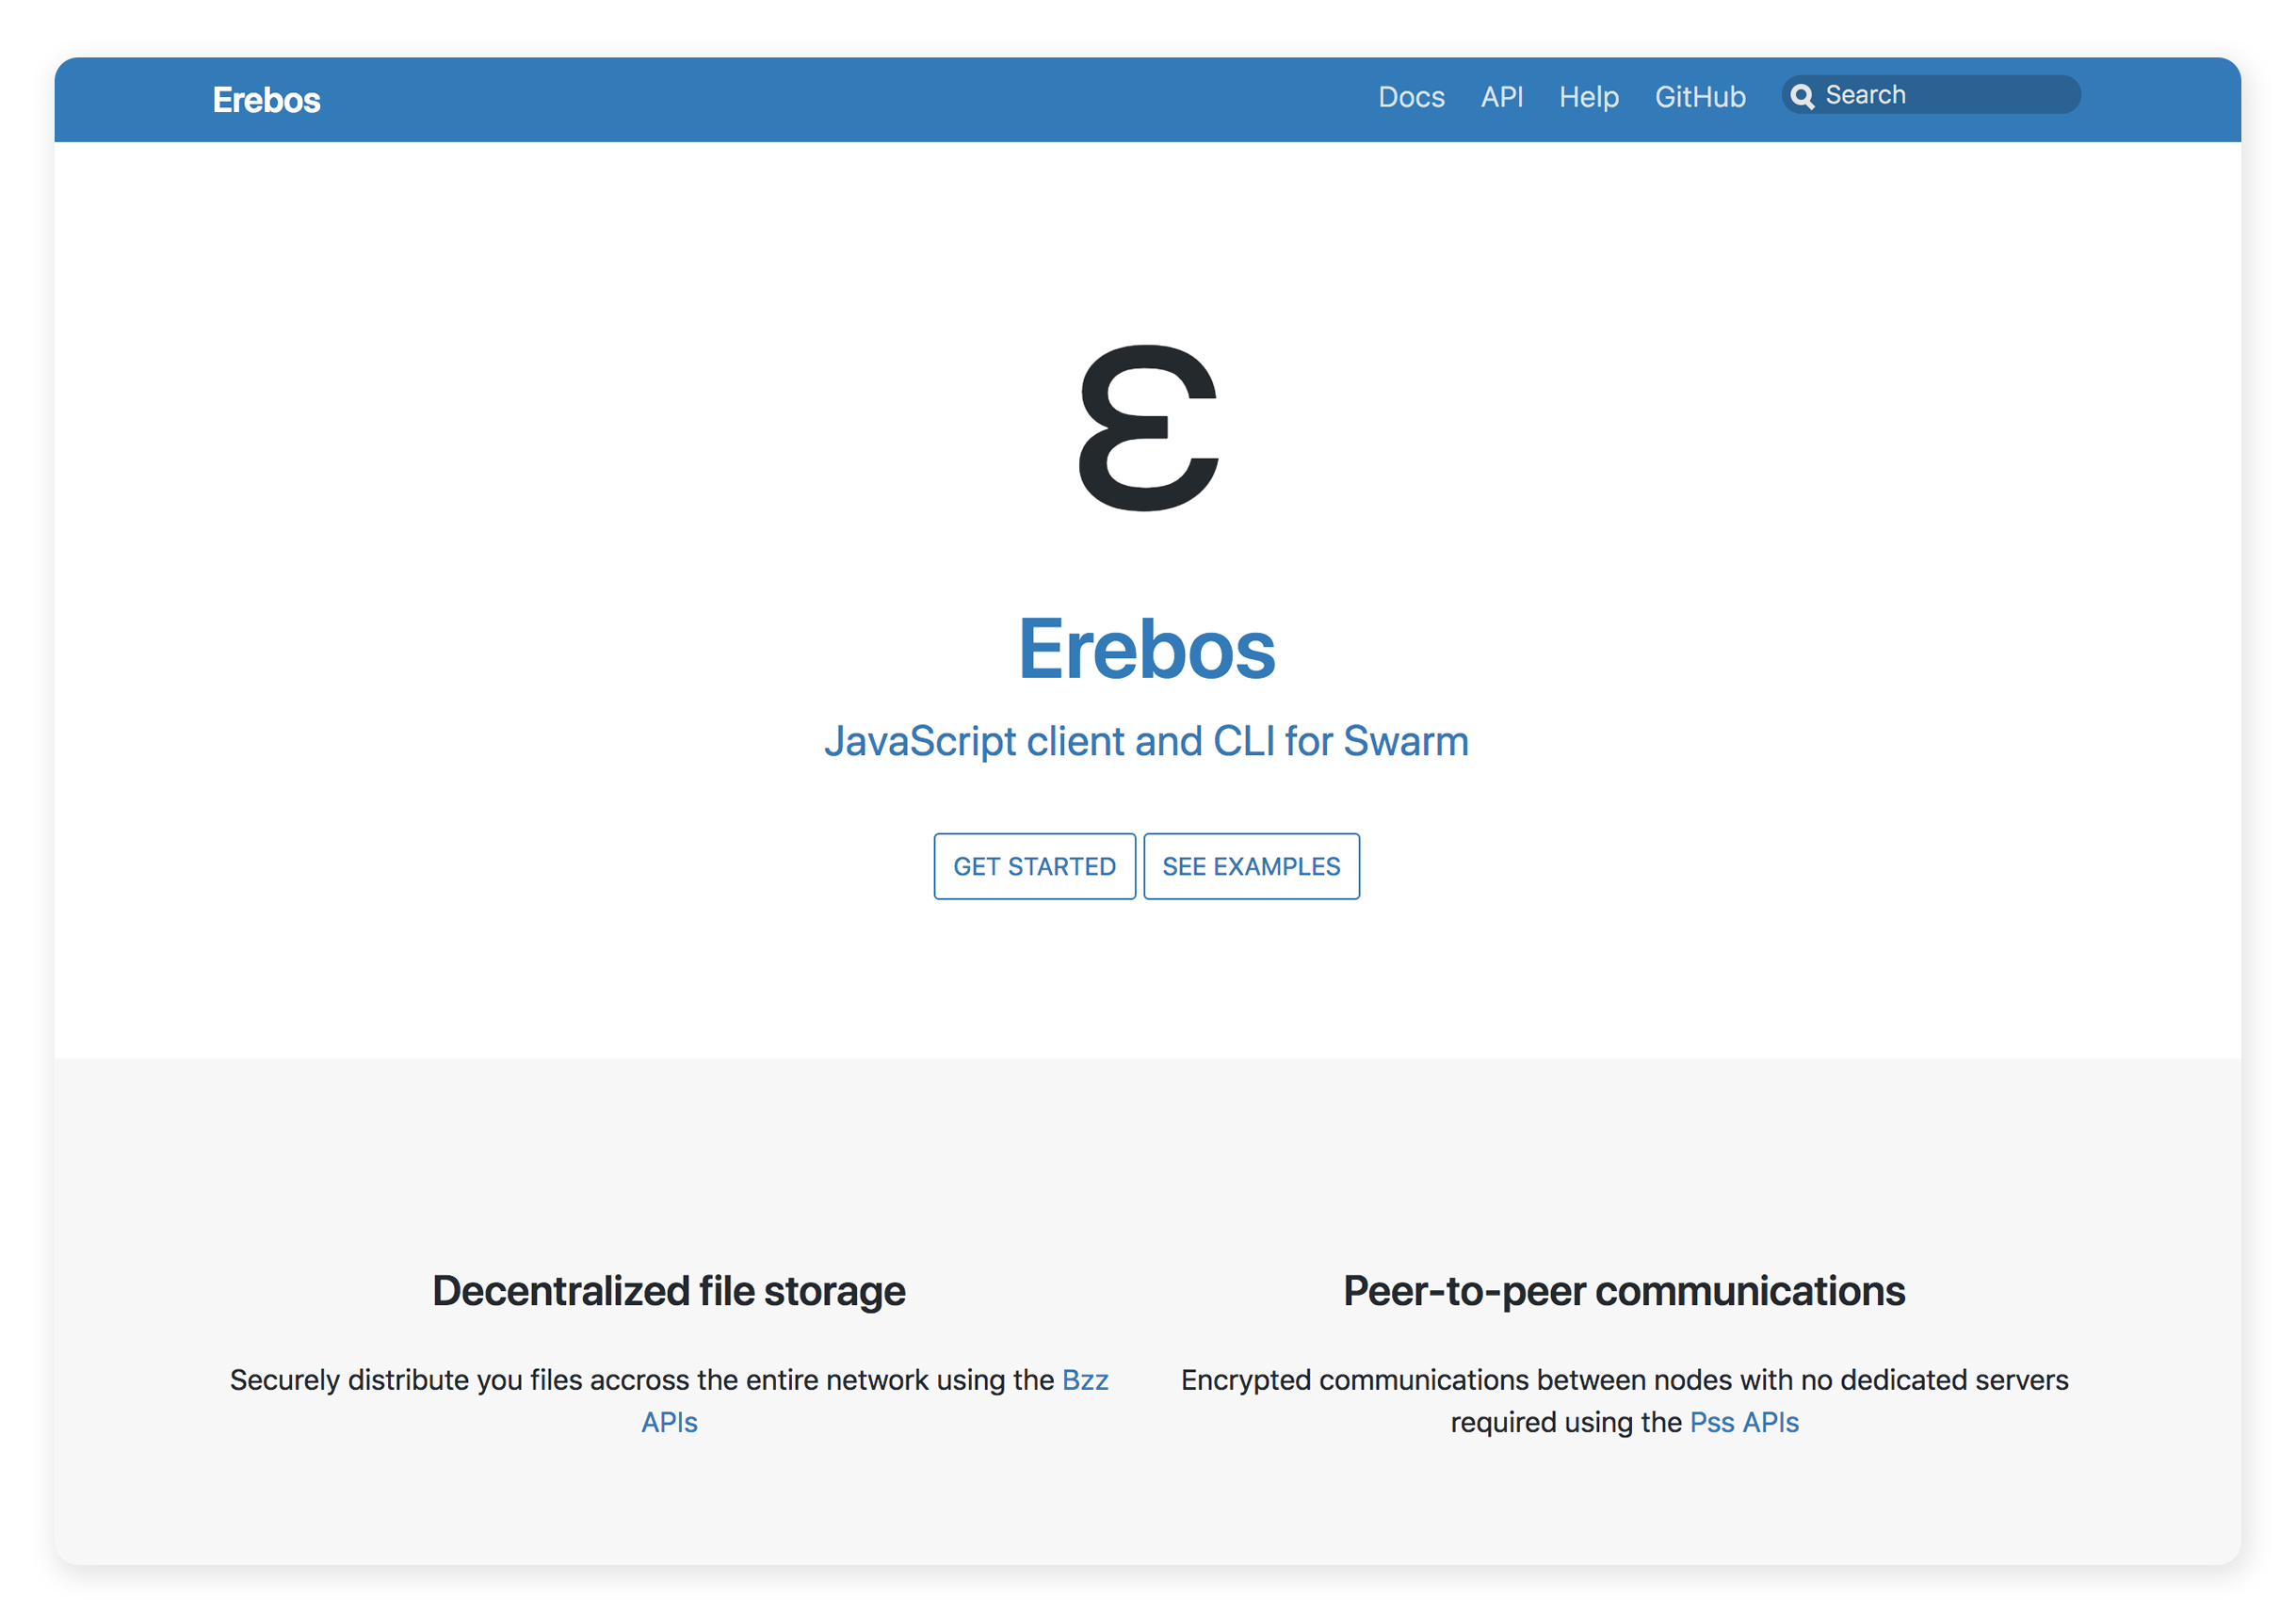 Erebos
Docs API Help GitHub Search
ε
Erebos
JavaScript client and CLI for Swarm
GET STARTED SEE EXAMPLES
Decentralized file storage
Securely distribute you files accross the entire network using the Bzz
APIs
Peer-to-peer communications
Encrypted communications between nodes with no dedicated servers
required using the Pss APIs